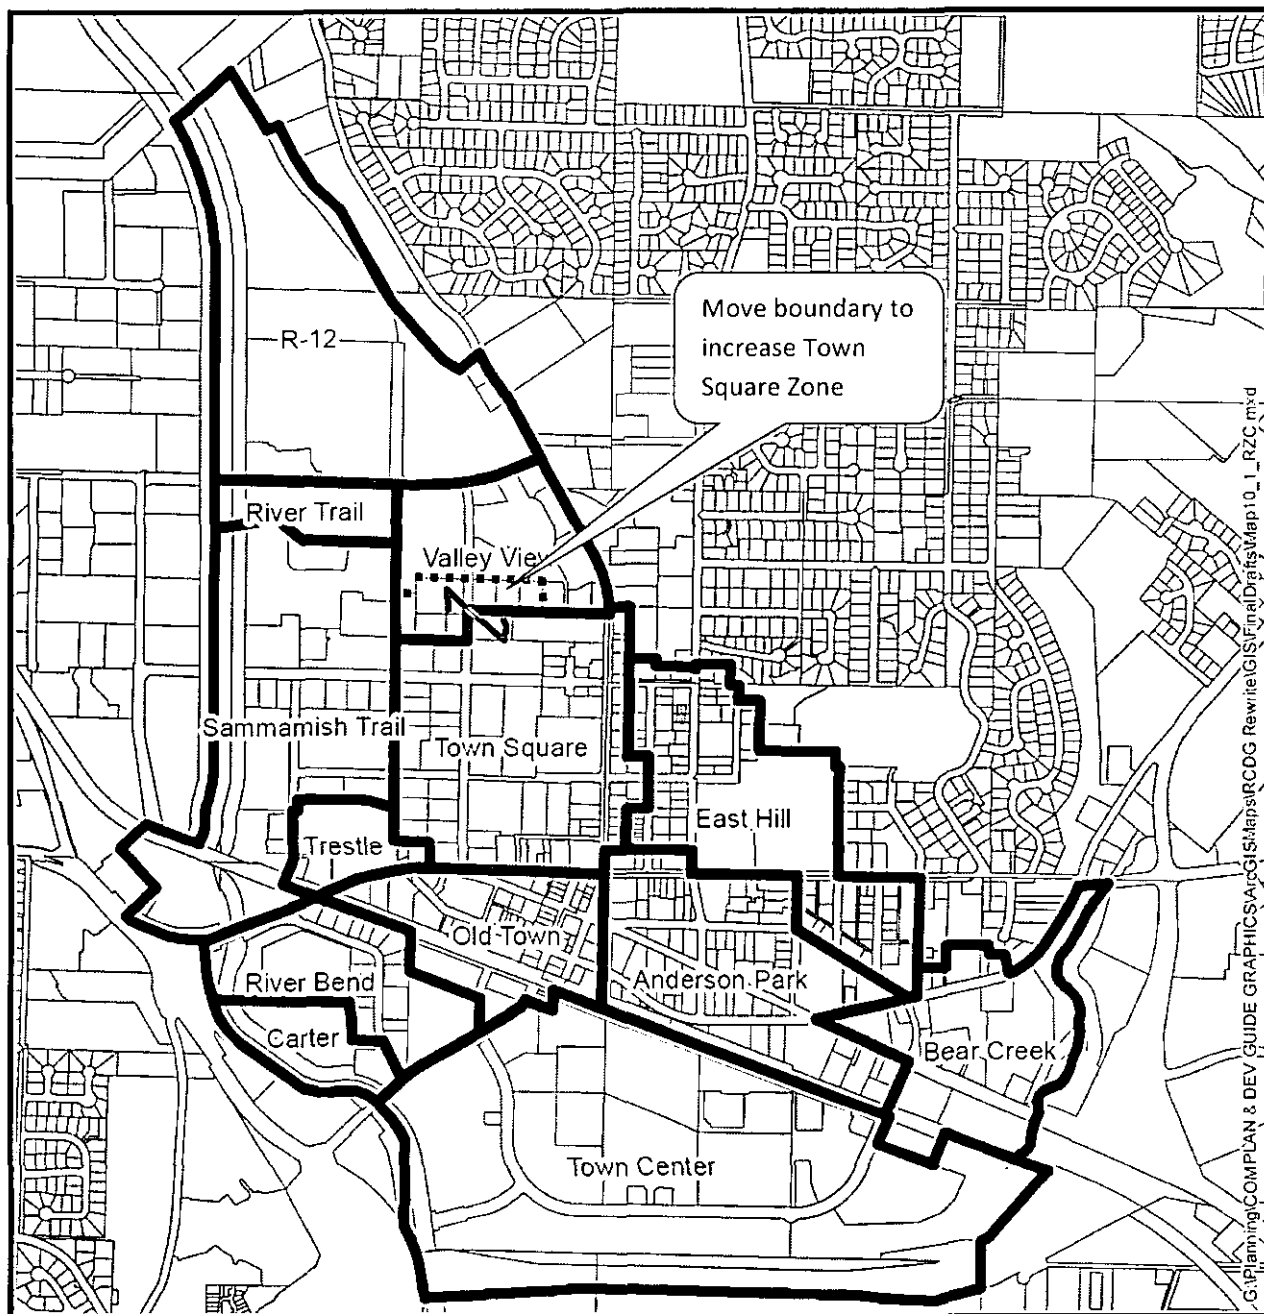 Move boundary to
increase Town
Square Zone
R-12
River Trail
Valley View
Sammamish Trail
Town Square
East Hill
Trestle
Old Town
Anderson Park
River Bend
Carter
Bear Creek
Town Center
G:\Planning\COMPLAN & DEV GUIDE GRAPHICS\ArcGISMaps\RCDG Rewrite\GIS\FinalDrafts\Map10_1_RZC.mxd